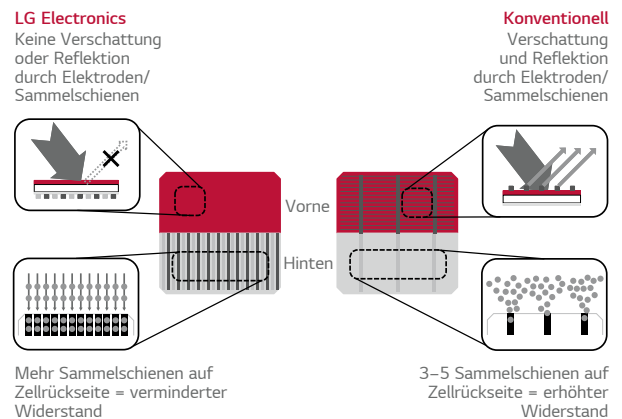 LG Electronics
Keine Verschattung
oder Reflektion
durch Elektroden/
Sammelschienen
Konventionell
Verschattung
und Reflektion
durch Elektroden/
Sammelschienen
Vorne
Hinten
Mehr Sammelschienen auf
Zellrückseite = verminderter
Widerstand
3–5 Sammelschienen auf
Zellrückseite = erhöhter
Widerstand